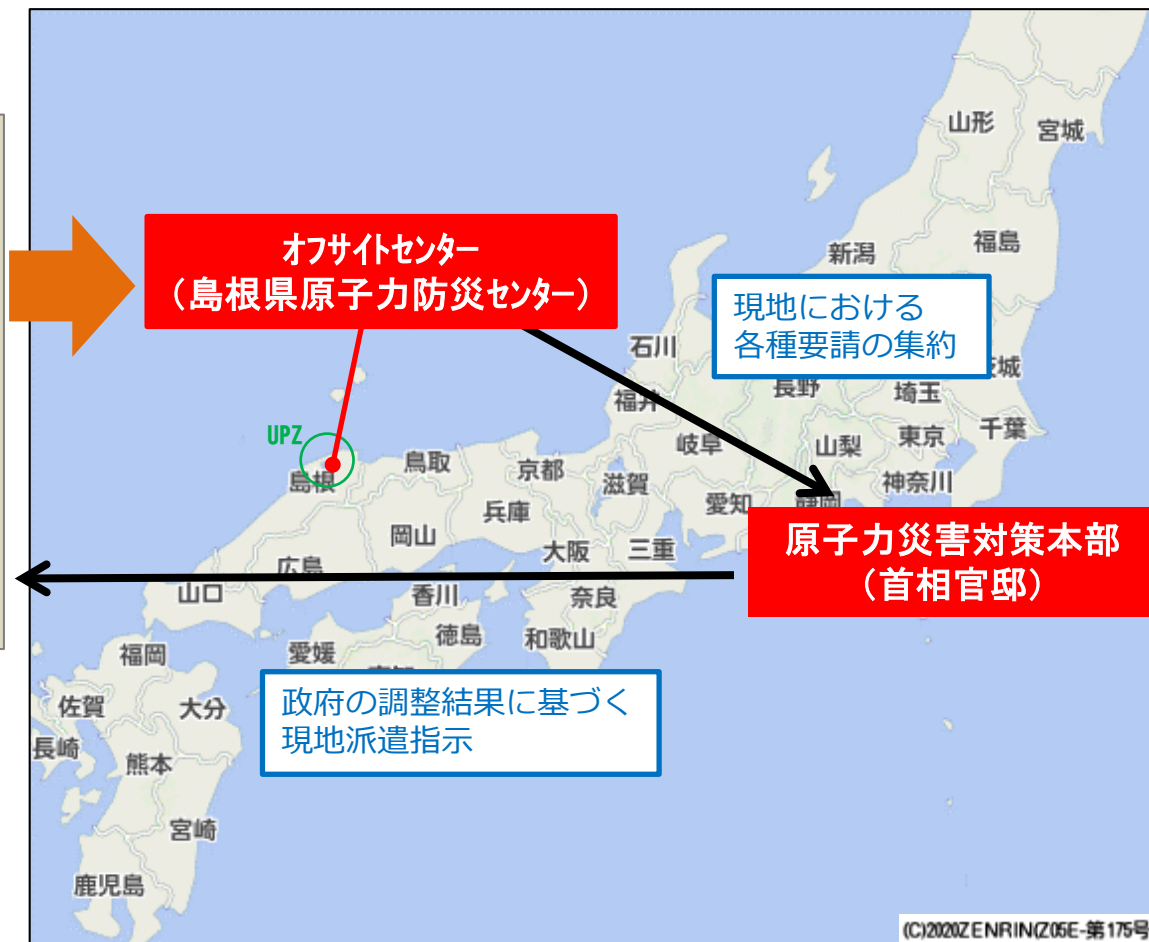 山形
宮城
オフサイトセンター
（島根県原子力防災センター）
新潟
福島
現地における
各種要請の集約
石川
茨城
長野
埼玉
福井
UPZ
島根
鳥取
京都
滋賀
岐阜
山梨
東京
千葉
愛知
静岡
神奈川
兵庫
岡山
広島
大阪
三重
原子力災害対策本部
（首相官邸）
山口
香川
奈良
徳島
和歌山
愛媛
福岡
佐賀
大分
長崎
熊本
宮崎
鹿児島
政府の調整結果に基づく
現地派遣指示
(C)2020ZENRIN(Z05E-第175号